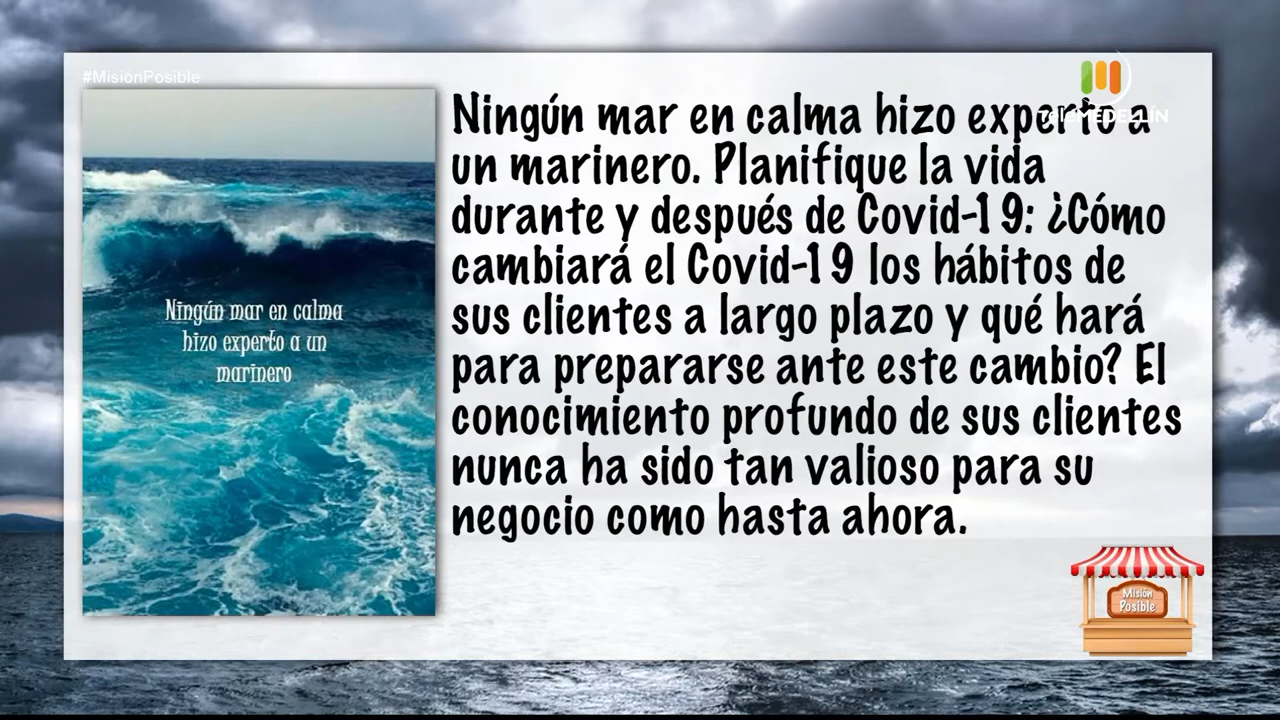 #MisiónPosible
Ningún mar en calma
hizo experto a un
marinero
Ningún mar en calma hizo experto a
un marinero. Planifique la vida
durante y después de Covid-19: ¿Cómo
cambiará el Covid-19 los hábitos de
sus clientes a largo plazo y qué hará
para prepararse ante este cambio? El
conocimiento profundo de sus clientes
nunca ha sido tan valioso para su
negocio como hasta ahora.
teleMEDELLÍN
Misión
Posible